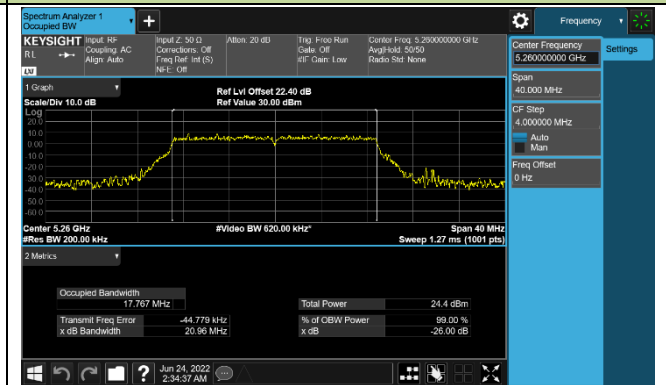 Spectrum Analyzer 1
Occupied BW
+
Frequency
KEYSIGHT
RL
LXI
Input: RF
Coupling: AC
Align: Auto
Input Z: 50 Ω
Corrections: Off
Freq Ref: Int (S)
NFE: Off
Atten: 20 dB
Trig: Free Run
Gate: Off
#IF Gain: Low
Center Freq: 5.260000000 GHz
Avg|Hold: 50/50
Radio Std: None
Center Frequency
5.260000000 GHz
Settings
Span
40.000 MHz
CF Step
4.000000 MHz
Auto
Man
Freq Offset
0 Hz
1 Graph
Scale/Div 10.0 dB
Ref Lvl Offset 22.40 dB
Ref Value 30.00 dBm
Log
20.0
10.0
0.00
-10.0
-20.0
-30.0
-40.0
-50.0
-60.0
Center 5.26 GHz
#Res BW 200.00 kHz
#Video BW 620.00 kHz*
Span 40 MHz
Sweep 1.27 ms (1001 pts)
2 Metrics
Occupied Bandwidth
17.767 MHz
Total Power 24.4 dBm
Transmit Freq Error -44.779 kHz
% of OBW Power 99.00 %
x dB Bandwidth 20.96 MHz
x dB -26.00 dB
?
Jun 24, 2022
2:34:37 AM